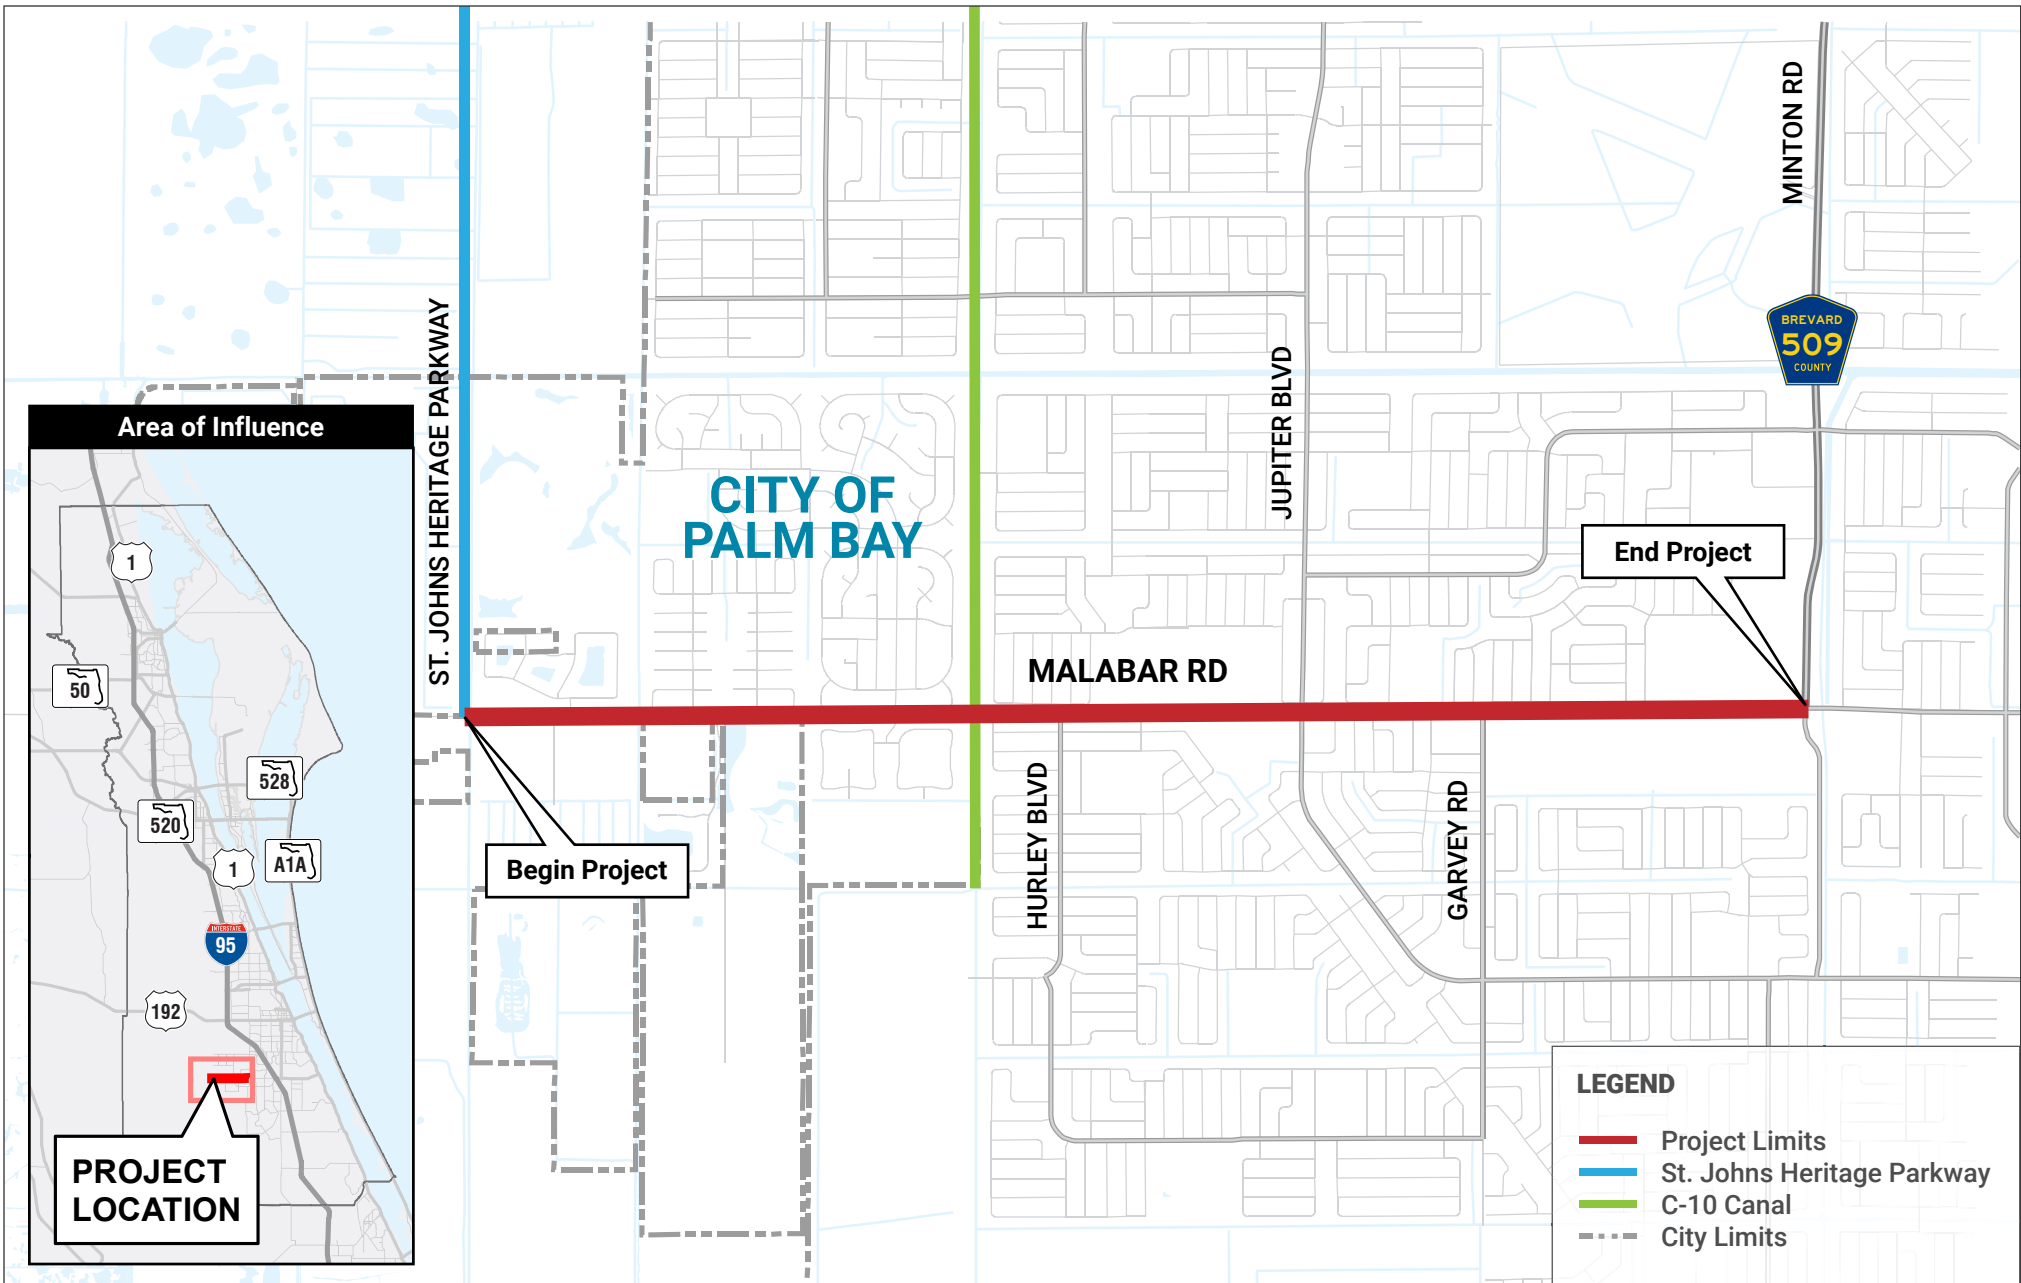 MINTON RD
BREVARD
509
COUNTY
ST. JOHNS HERITAGE PARKWAY
JUPITER BLVD
CITY OF
PALM BAY
End Project
MALABAR RD
Begin Project
HURLEY BLVD
GARVEY RD
Area of Influence
1
50
528
520
1
A1A
INTERSTATE
95
192
PROJECT
LOCATION
LEGEND
Project Limits
St. Johns Heritage Parkway
C-10 Canal
City Limits